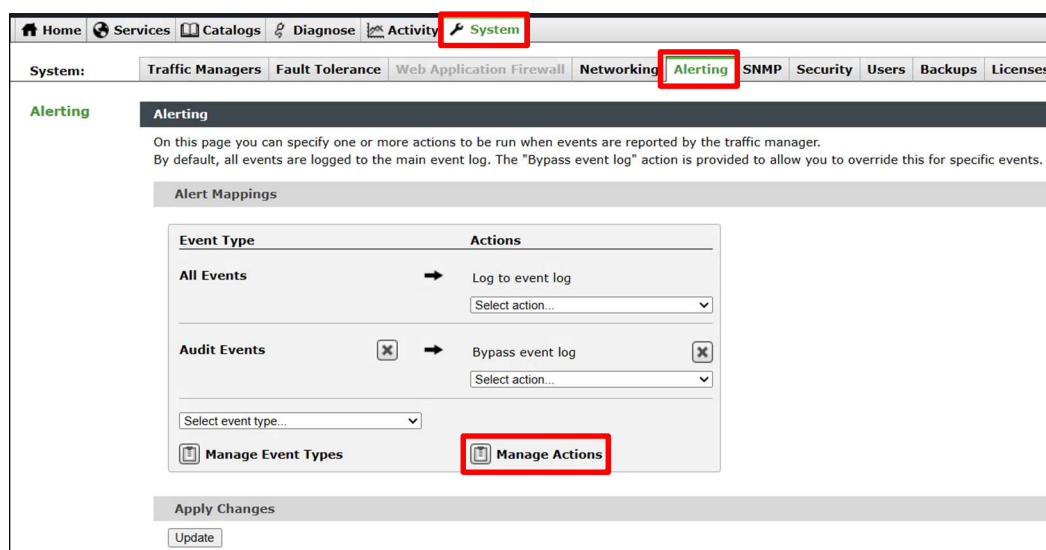 Home Services Catalogs Diagnose Activity System
System: Traffic Managers Fault Tolerance Web Application Firewall Networking Alerting SNMP Security Users Backups Licenses
Alerting
Alerting
On this page you can specify one or more actions to be run when events are reported by the traffic manager.
By default, all events are logged to the main event log. The "Bypass event log" action is provided to allow you to override this for specific events.
Alert Mappings
Event Type Actions
All Events Log to event log
Select action...
Audit Events Bypass event log
Select action...
Select event type...
Manage Event Types Manage Actions
Apply Changes
Update